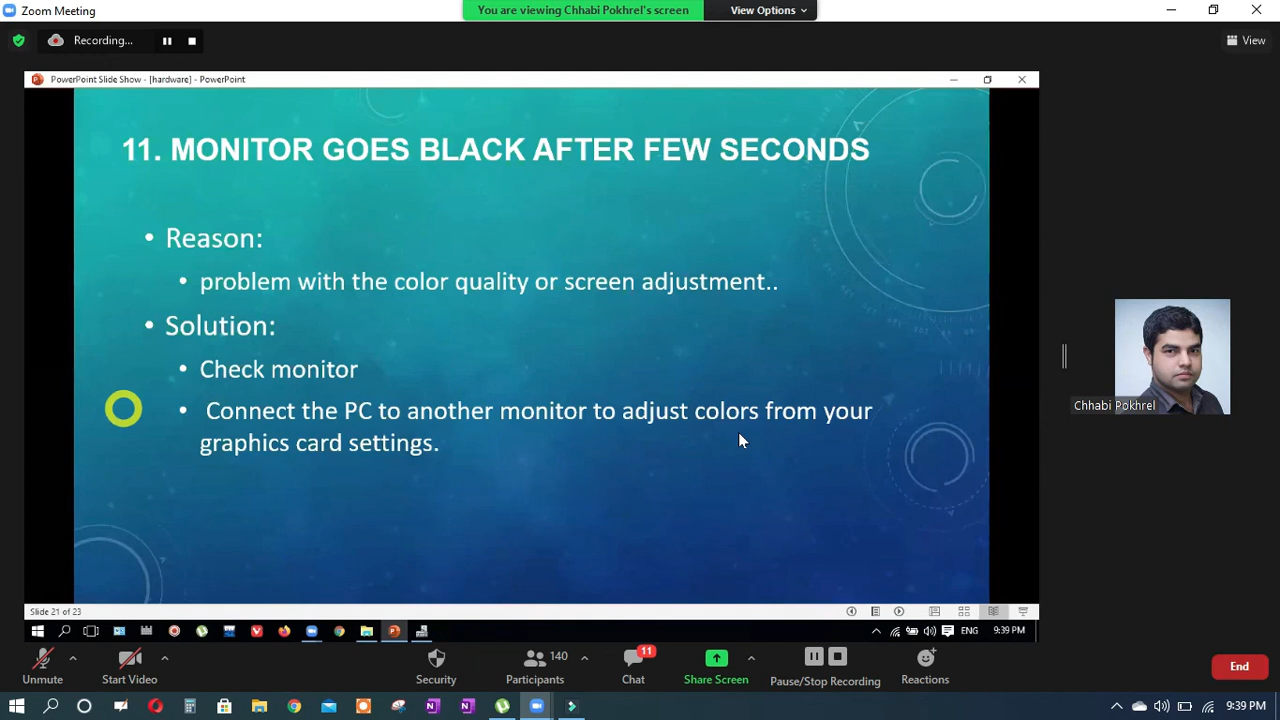 Zoom Meeting
You are viewing Chhabi Pokhrel's screen
View Options
Recording...
View
PowerPoint Slide Show - [hardware] - PowerPoint
11. MONITOR GOES BLACK AFTER FEW SECONDS
• Reason:
• problem with the color quality or screen adjustment..
• Solution:
• Check monitor
• Connect the PC to another monitor to adjust colors from your
graphics card settings.
Chhabi Pokhrel
Slide 21 of 23
ENG
9:39 PM
Unmute
Start Video
Security
Participants
140
Chat
11
Share Screen
Pause/Stop Recording
Reactions
End
9:39 PM